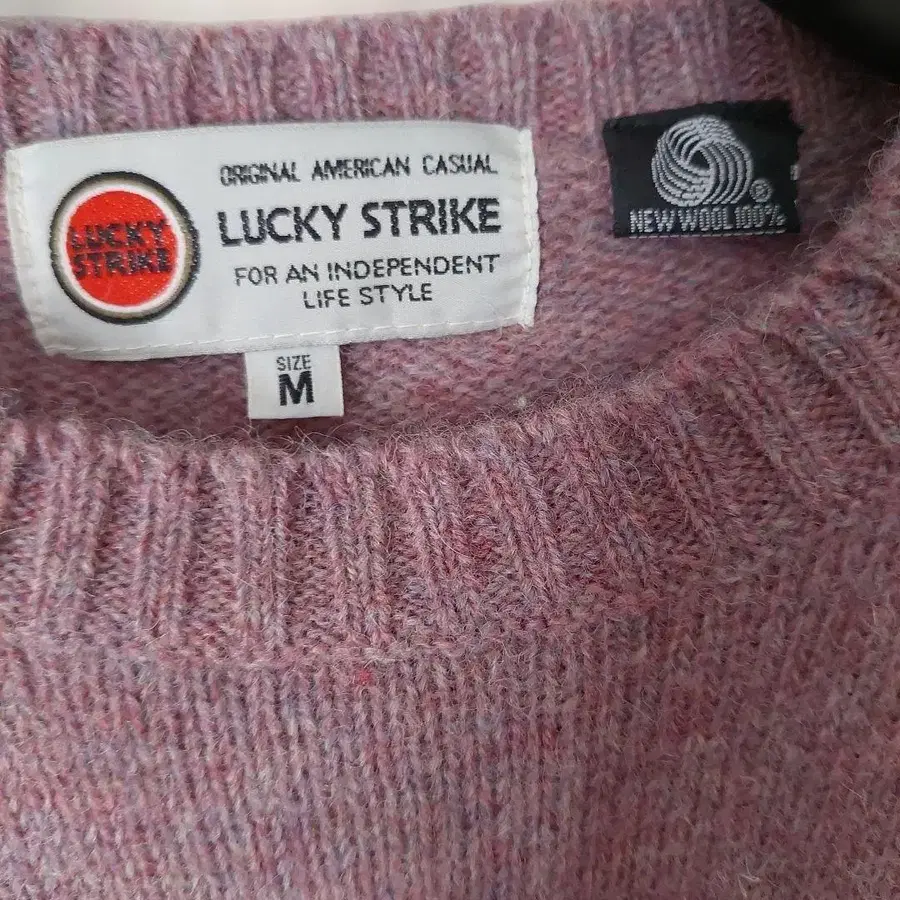 LUCKY
STRIKE
ORIGINAL AMERICAN CASUAL
LUCKY STRIKE
FOR AN INDEPENDENT
LIFE STYLE
SIZE
M
®
NEW WOOL 100%